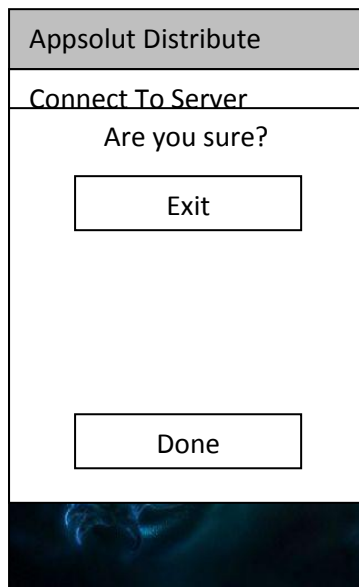 Appsolut Distribute
Connect To Server
Are you sure?
Exit
Done